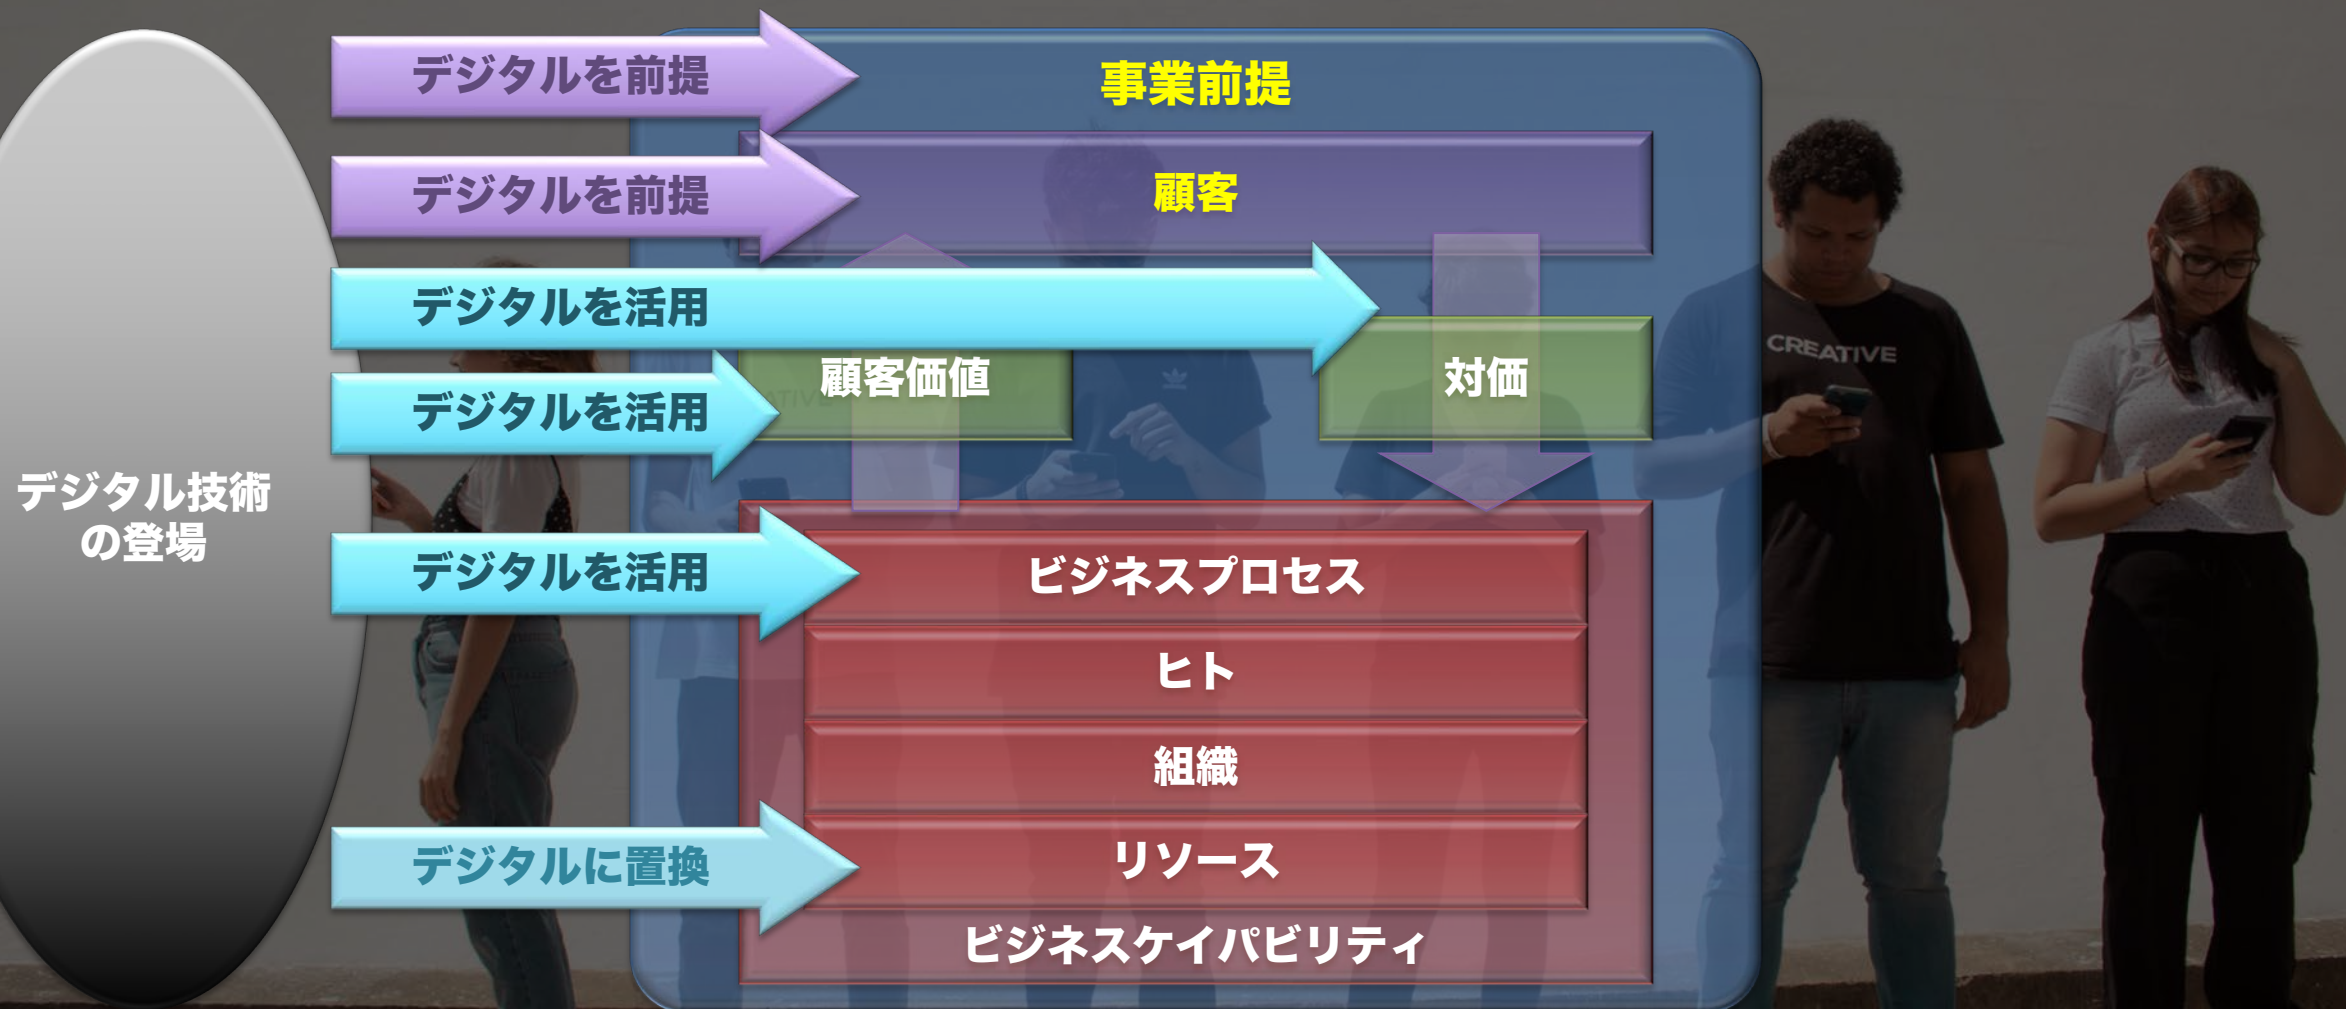 デジタル技術
の登場
デジタルを前提
事業前提
デジタルを前提
顧客
デジタルを活用
デジタルを活用
顧客価値
対価
CREATIVE
デジタルを活用
ビジネスプロセス
ヒト
組織
デジタルに置換
リソース
ビジネスケイパビリティ